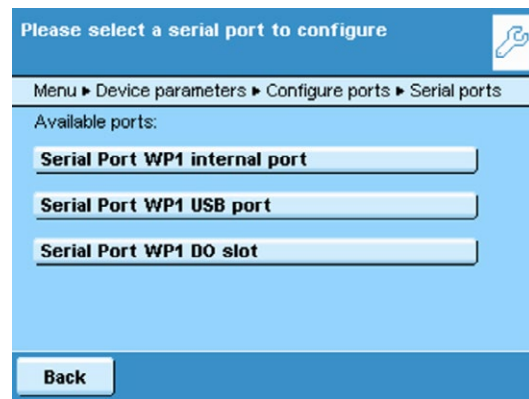 Please select a serial port to configure
Menu ▸ Device parameters ▸ Configure ports ▸ Serial ports
Available ports:
Serial Port WP1 internal port
Serial Port WP1 USB port
Serial Port WP1 DO slot
Back